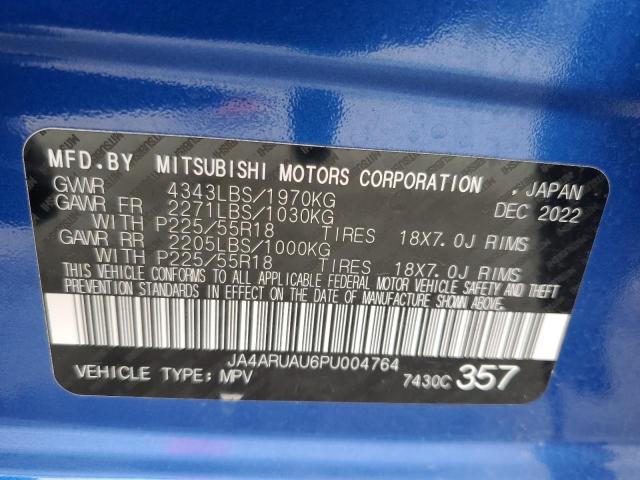 MFD.BY MITSUBISHI MOTORS CORPORATION , JAPAN
GVWR 4343LBS/1970KG DEC 2022
GAWR FR 2271LBS/1030KG
WITH P225/55R18 TIRES 18X7.0J RIMS
GAWR RR 2205LBS/1000KG
WITH P225/55R18 TIRES 18X7.0J RIMS
THIS VEHICLE CONFORMS TO ALL APPLICABLE FEDERAL MOTOR VEHICLE SAFETY AND THEFT
PREVENTION STANDARDS IN EFFECT ON THE DATE OF MANUFACTURE SHOWN ABOVE.
JA4ARUAU6PU004764
VEHICLE TYPE: MPV 7430C 357